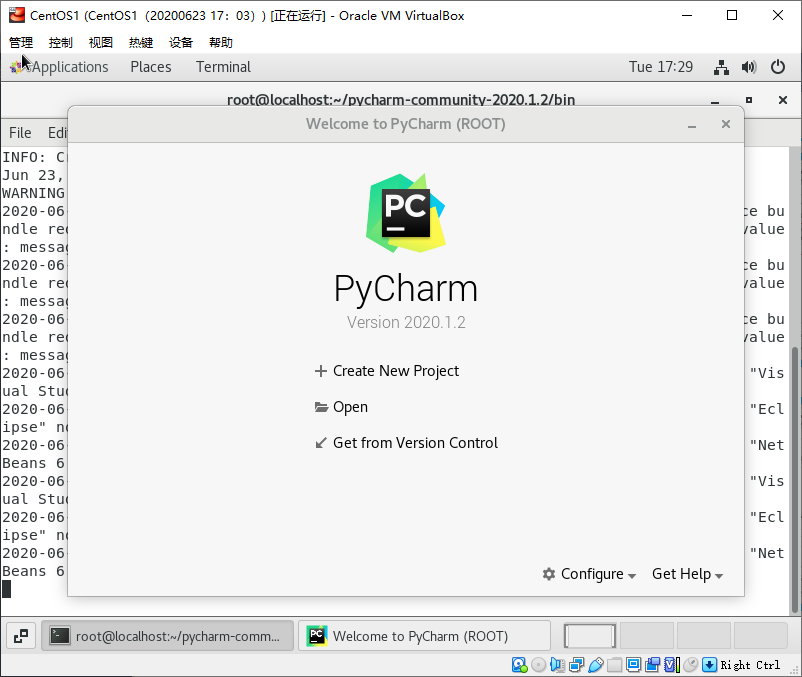 CentOS1 (CentOS1（20200623 17：03）) [正在运行] - Oracle VM VirtualBox
管理 控制 视图 热键 设备 帮助
Applications Places Terminal Tue 17:29
root@localhost:~/pycharm-community-2020.1.2/bin
Welcome to PyCharm (ROOT)
File Edi
INFO: C
Jun 23,
WARNING
2020-06 ce bu
ndle re value
: messag
2020-06 ce bu
ndle re value
: messag
2020-06 ce bu
ndle re value
: messag
2020-06 "Vis
ual Stu
2020-06 "Ecl
ipse" n
2020-06 "Net
Beans 6
2020-06 "Vis
ual Stu
2020-06 "Ecl
ipse" n
2020-06 "Net
Beans 6
PC
PyCharm
Version 2020.1.2
Create New Project
Open
Get from Version Control
Configure Get Help
root@localhost:~/pycharm-comm... Welcome to PyCharm (ROOT)
Right Ctrl